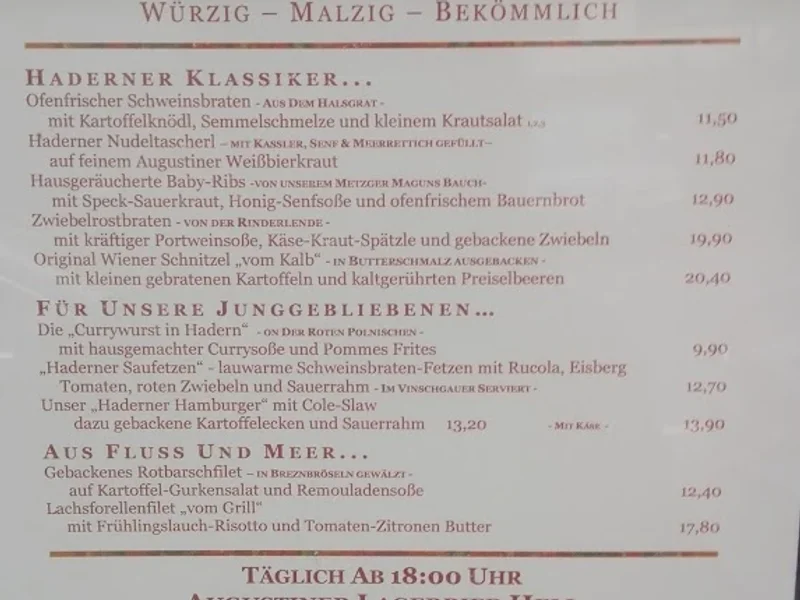 WÜRZIG – MALZIG – BEKÖMMLICH
HADERNER KLASSIKER...
Ofenfrischer Schweinsbraten - AUS DEM HALSGRAT -
mit Kartoffelknödl, Semmelschmelze und kleinem Krautsalat 11,50
Haderner Nudeltascherl – MIT KASSLER, SENF & MEERRETTICH GEFÜLLT–
auf feinem Augustiner Weißbierkraut 11,80
Hausgeräucherte Baby-Ribs -VON UNSEREM METZGER MAGUNS BAUCH-
mit Speck-Sauerkraut, Honig-Senfsoße und ofenfrischem Bauernbrot 12,90
Zwiebelrostbraten - VON DER RINDERLENDE -
mit kräftiger Portweinsoße, Käse-Kraut-Spätzle und gebackene Zwiebeln 19,90
Original Wiener Schnitzel „vom Kalb“ - IN BUTTERSCHMALZ AUSGEBACKEN -
mit kleinen gebratenen Kartoffeln und kaltgerührten Preiselbeeren 20,40
FÜR UNSERE JUNGGEBLIEBENEN...
Die „Currywurst in Hadern“ - ON DER ROTEN POLNISCHEN -
mit hausgemachter Currysoße und Pommes Frites 9,90
„Haderner Saufetzen“ - lauwarme Schweinsbraten-Fetzen mit Rucola, Eisberg
Tomaten, roten Zwiebeln und Sauerrahm - IM VINSCHGAUER SERVIERT - 12,70
Unser „Haderner Hamburger“ mit Cole-Slaw
dazu gebackene Kartoffelecken und Sauerrahm 13,20 - MIT KÄSE - 13,90
AUS FLUSS UND MEER...
Gebackenes Rotbarschfilet – IN BREZNBRÖSELN GEWÄLZT -
auf Kartoffel-Gurkensalat und Remouladensoße 12,40
Lachsforellenfilet „vom Grill“
mit Frühlingslauch-Risotto und Tomaten-Zitronen Butter 17,80
TÄGLICH AB 18:00 UHR
AUGUSTINER LAGERBIER HELL